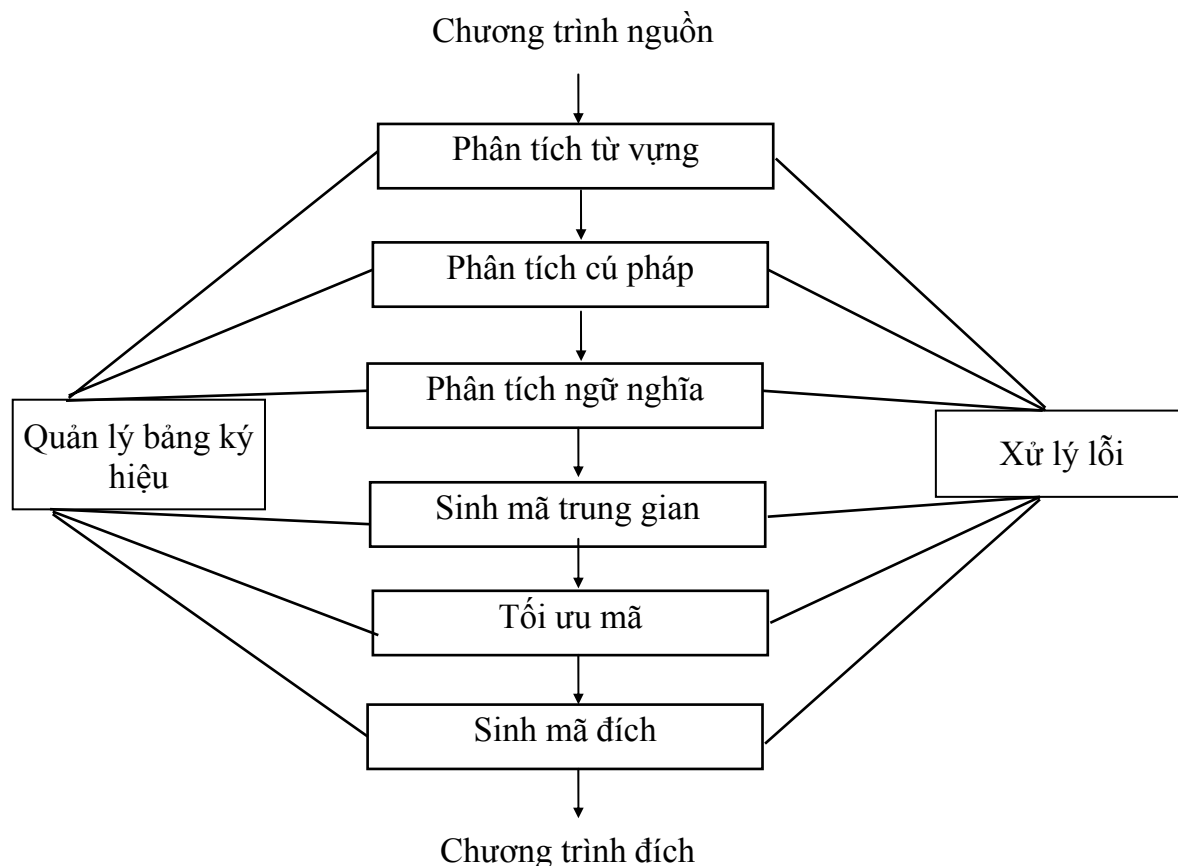 Chương trình nguồn
Phân tích từ vựng
Phân tích cú pháp
Phân tích ngữ nghĩa
Quản lý bảng ký
hiệu
Xử lý lỗi
Sinh mã trung gian
Tối ưu mã
Sinh mã đích
Chương trình đích